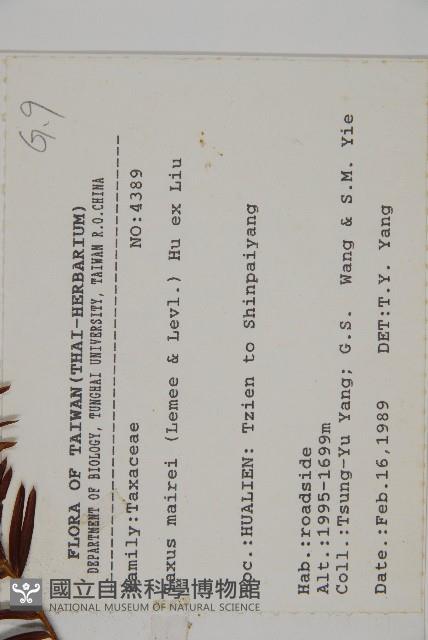 G.9
FLORA OF TAIWAN(THAI-HERBARIUM)
DEPARTMENT OF BIOLOGY, TUNGHAI UNIVERSITY, TAIWAN R.O.CHINA
NO:4389
amily:Taxaceae
axus mairei (Lemee & Levl.) Hu ex Liu
oc.:HUALIEN: Tzien to Shinpaiyang
Hab.:roadside
Alt.:1995-1699m
Coll.:Tsung-Yu Yang; G.S. Wang & S.M. Yie
Date.:Feb.16,1989 DET:T.Y. Yang
國立自然科學博物館
NATIONAL MUSEUM OF NATURAL SCIENCE